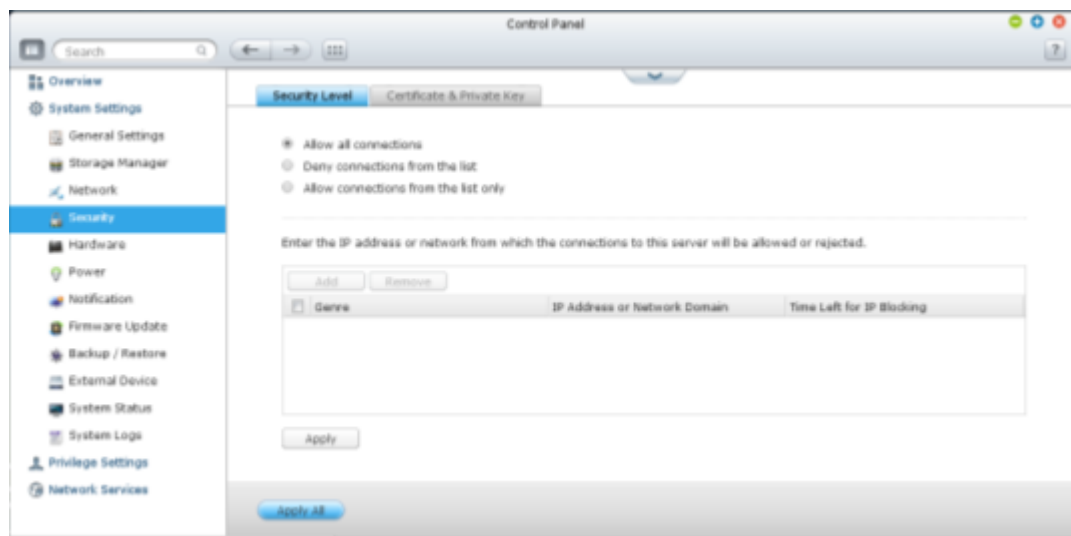 Control Panel
Search
?
Overview
System Settings
General Settings
Storage Manager
Network
Security
Hardware
Power
Notification
Firmware Update
Backup / Restore
External Device
System Status
System Logs
Privilege Settings
Network Services
Security Level
Certificate & Private Key
Allow all connections
Deny connections from the list
Allow connections from the list only
Enter the IP address or network from which the connections to this server will be allowed or rejected.
Add
Remove
Genre
IP Address or Network Domain
Time Left for IP Blocking
Apply
Apply All